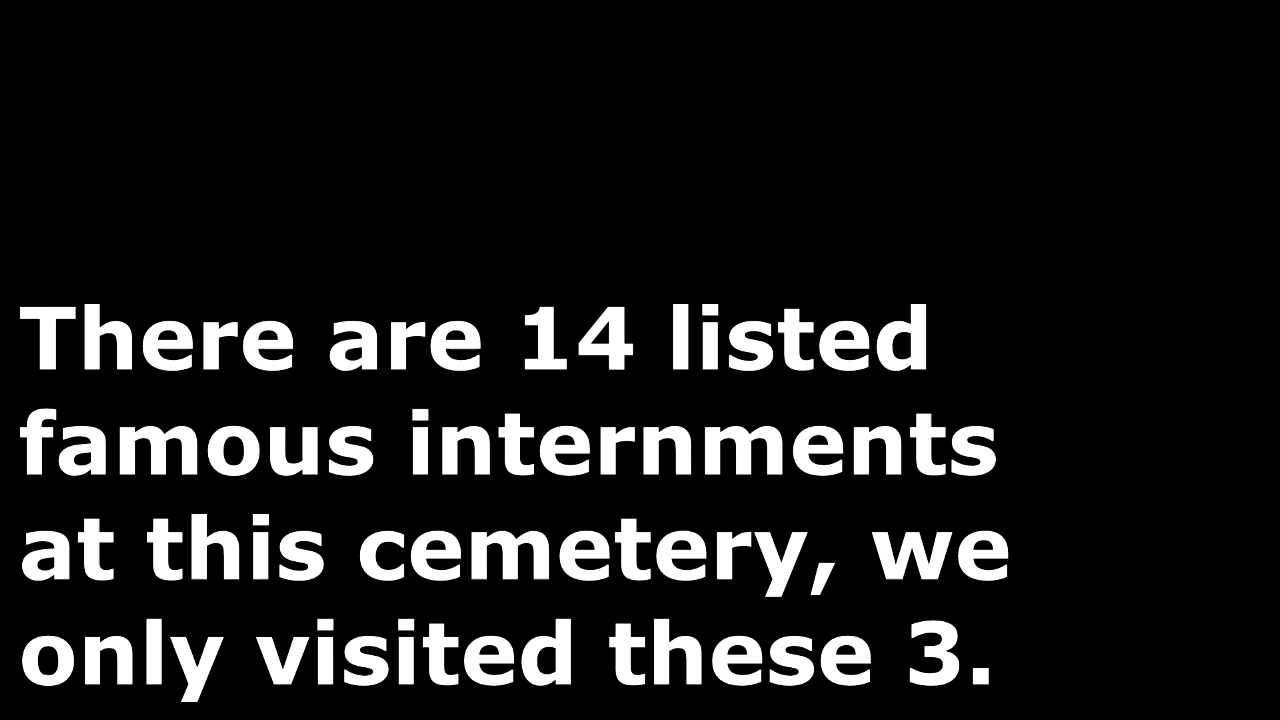 There are 14 listed
famous internments
at this cemetery, we
only visited these 3.